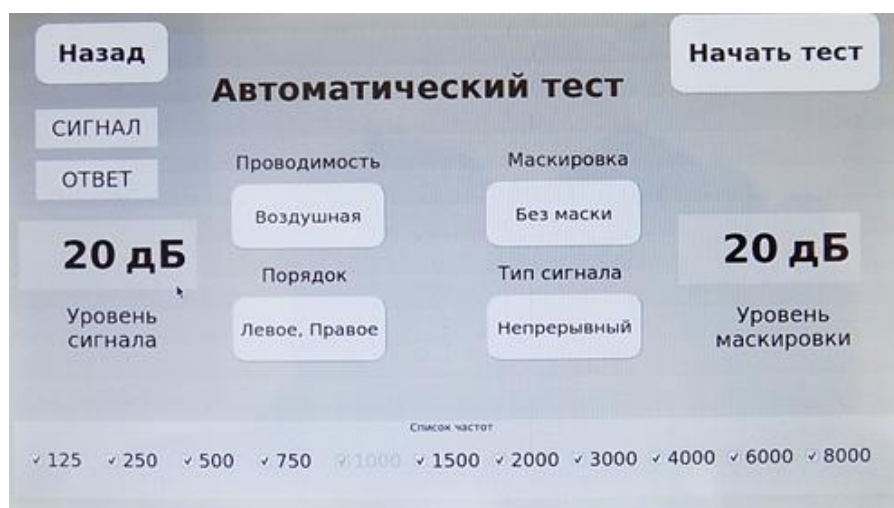 Назад
Начать тест
Автоматический тест
СИГНАЛ
ОТВЕТ
Проводимость
Маскировка
Воздушная
Без маски
20 дБ
20 дБ
Порядок
Тип сигнала
Левое, Правое
Непрерывный
Уровень
сигнала
Уровень
маскировки
Список частот
125 250 500 750 1000 1500 2000 3000 4000 6000 8000